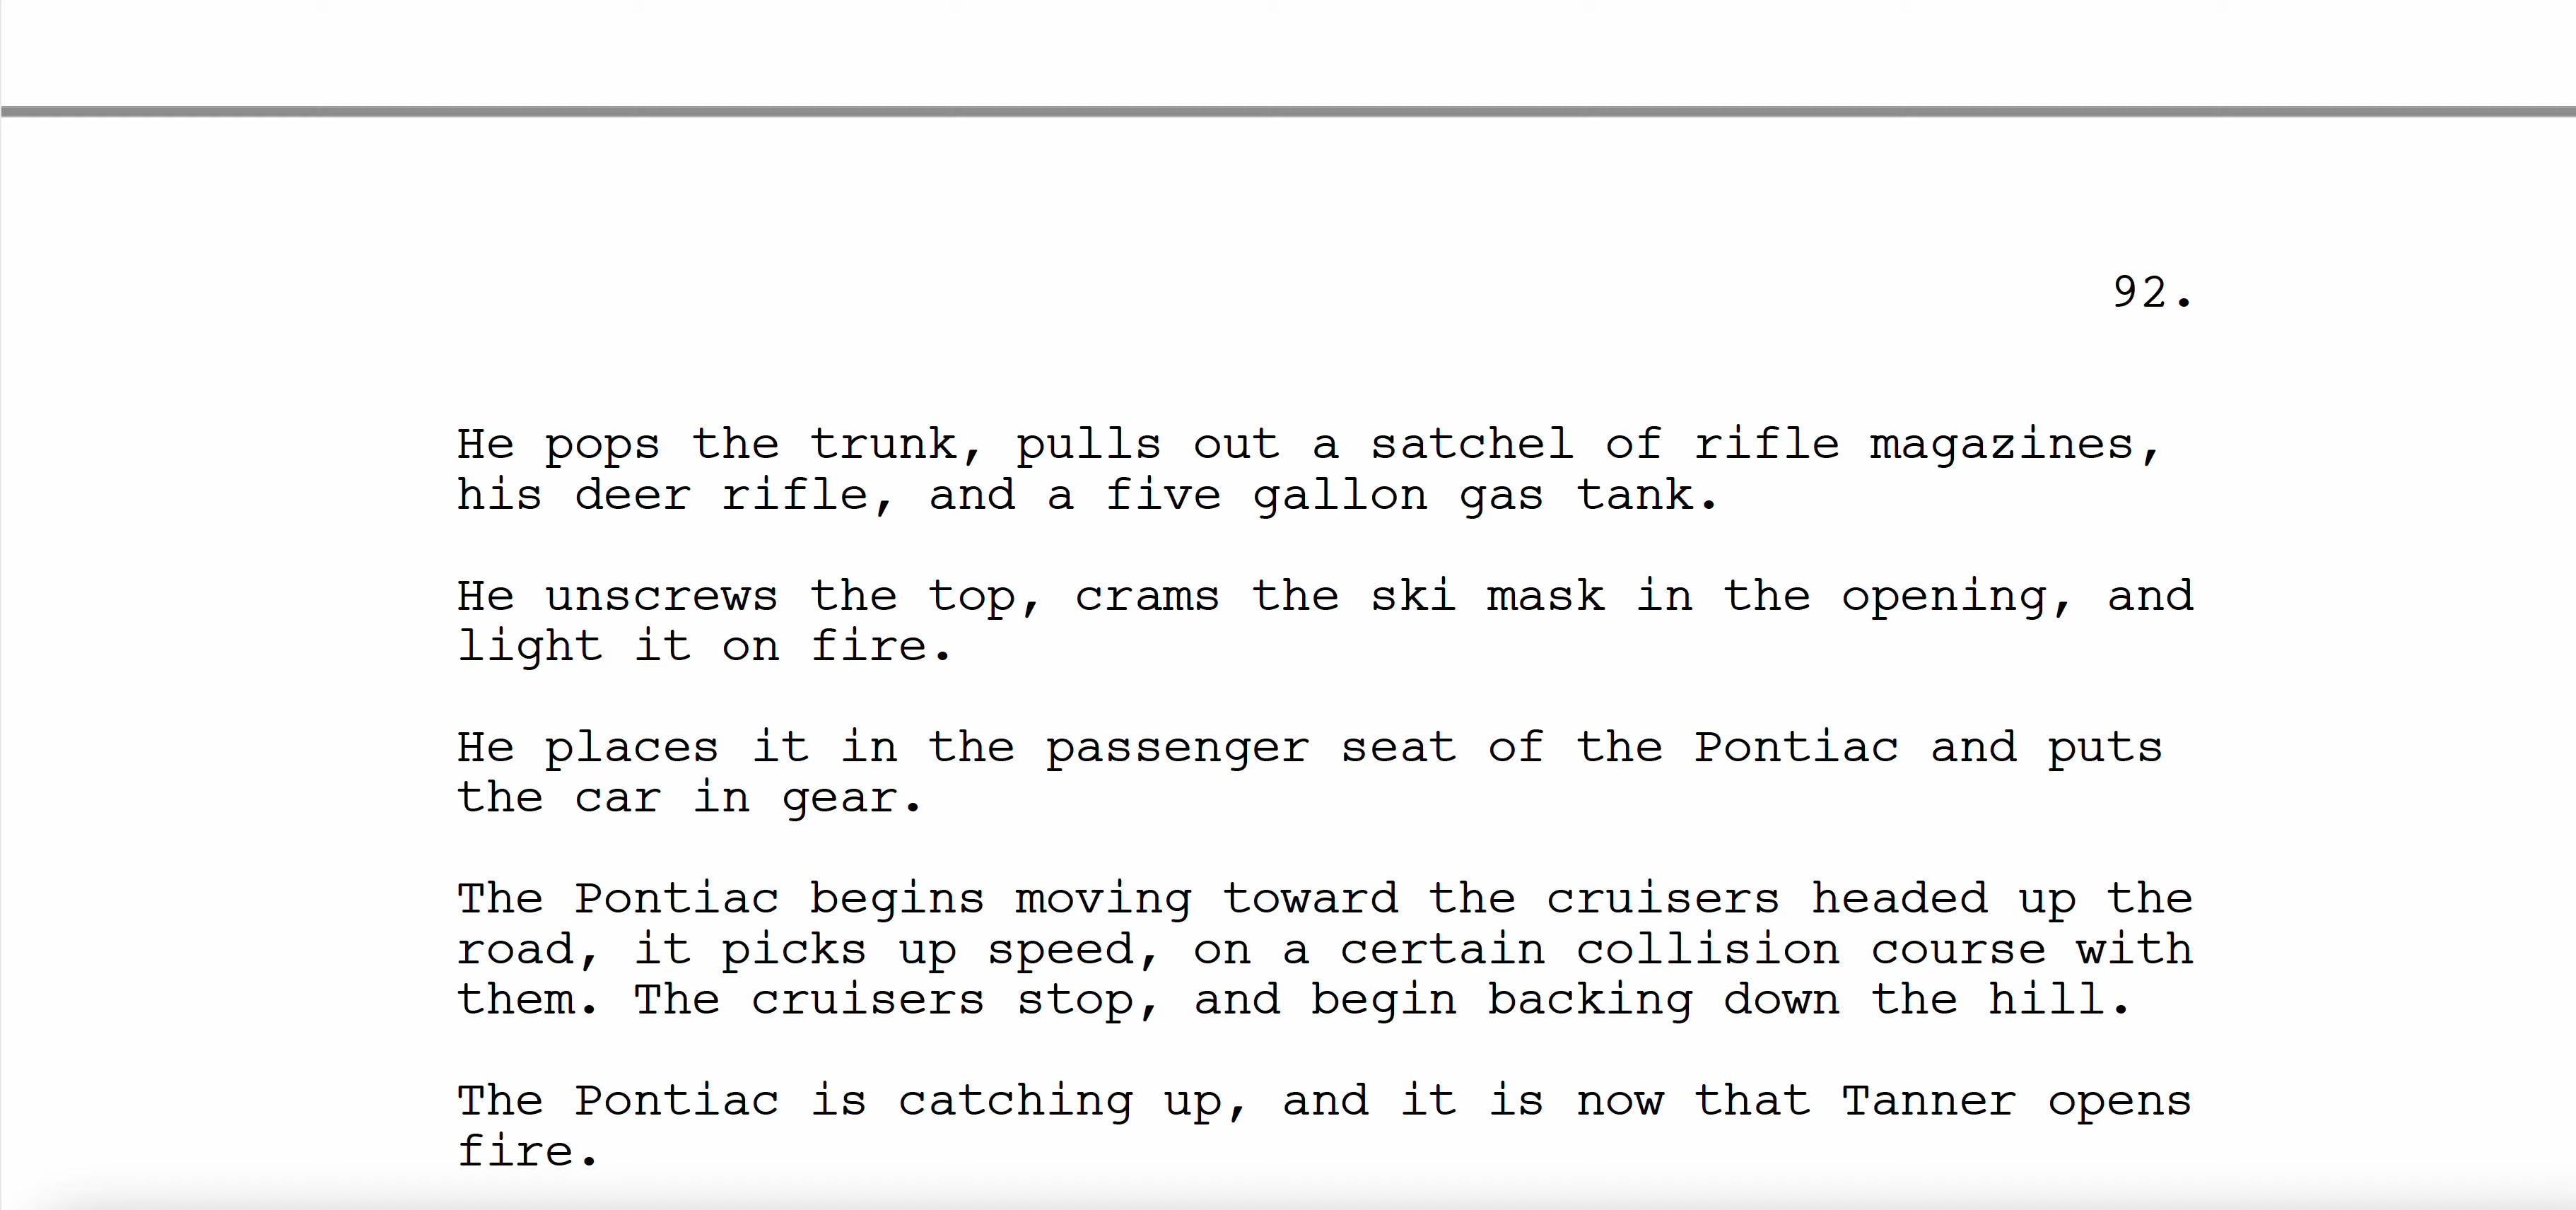 92.
He pops the trunk, pulls out a satchel of rifle magazines,
his deer rifle, and a five gallon gas tank.
He unscrews the top, crams the ski mask in the opening, and
light it on fire.
He places it in the passenger seat of the Pontiac and puts
the car in gear.
The Pontiac begins moving toward the cruisers headed up the
road, it picks up speed, on a certain collision course with
them. The cruisers stop, and begin backing down the hill.
The Pontiac is catching up, and it is now that Tanner opens
fire.